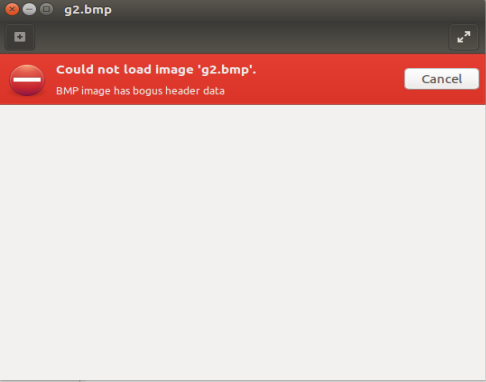 g2.bmp
Could not load image 'g2.bmp'.
BMP image has bogus header data
Cancel